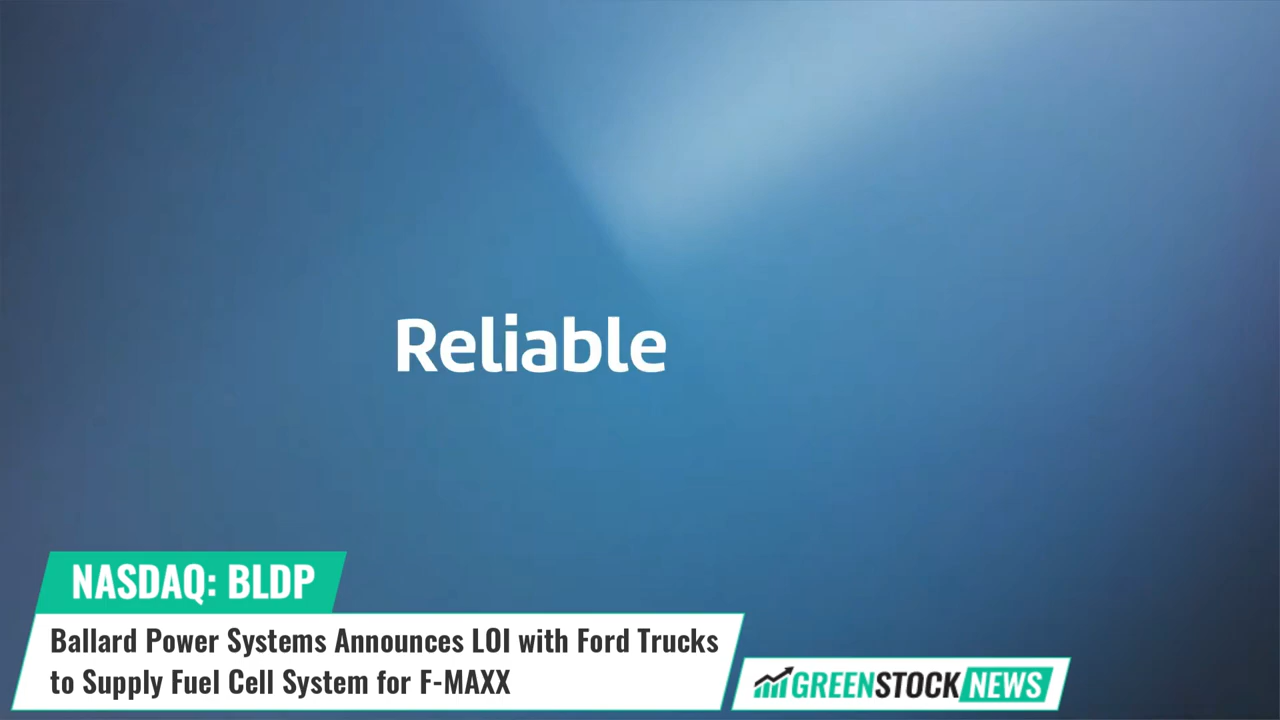 Reliable
NASDAQ: BLDP
Ballard Power Systems Announces LOI with Ford Trucks
to Supply Fuel Cell System for F-MAXX
GREENSTOCK NEWS